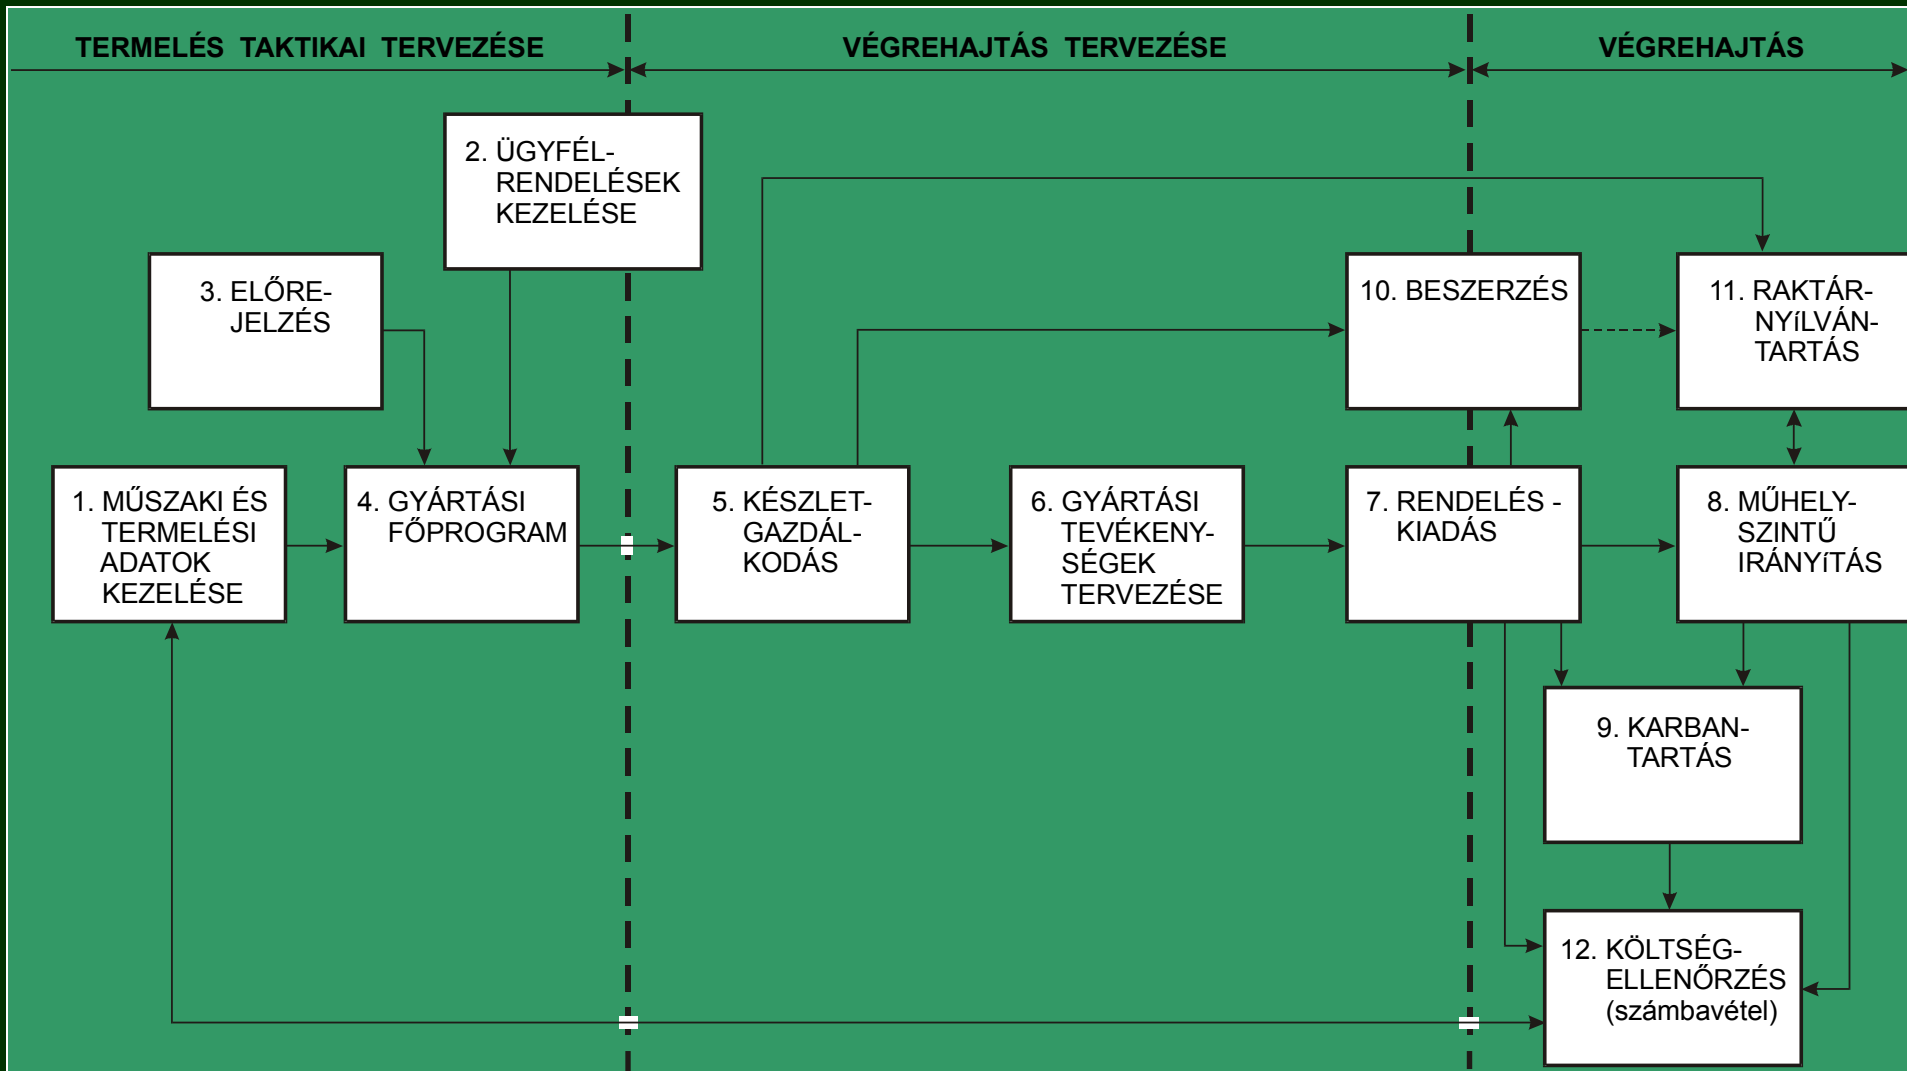 TERMELÉS TAKTIKAI TERVEZÉSE
VÉGREHAJTÁS TERVEZÉSE
VÉGREHAJTÁS
2. ÜGYFÉL-
RENDELÉSEK
KEZELÉSE
3. ELŐRE-
JELZÉS
10. BESZERZÉS
11. RAKTÁR-
NYíLVÁN-
TARTÁS
1. MŰSZAKI ÉS
TERMELÉSI
ADATOK
KEZELÉSE
4. GYÁRTÁSI
FŐPROGRAM
5. KÉSZLET-
GAZDÁL-
KODÁS
6. GYÁRTÁSI
TEVÉKENY-
SÉGEK
TERVEZÉSE
7. RENDELÉS -
KIADÁS
8. MŰHELY-
SZINTŰ
IRÁNYíTÁS
9. KARBAN-
TARTÁS
12. KÖLTSÉG-
ELLENŐRZÉS
(számbavétel)